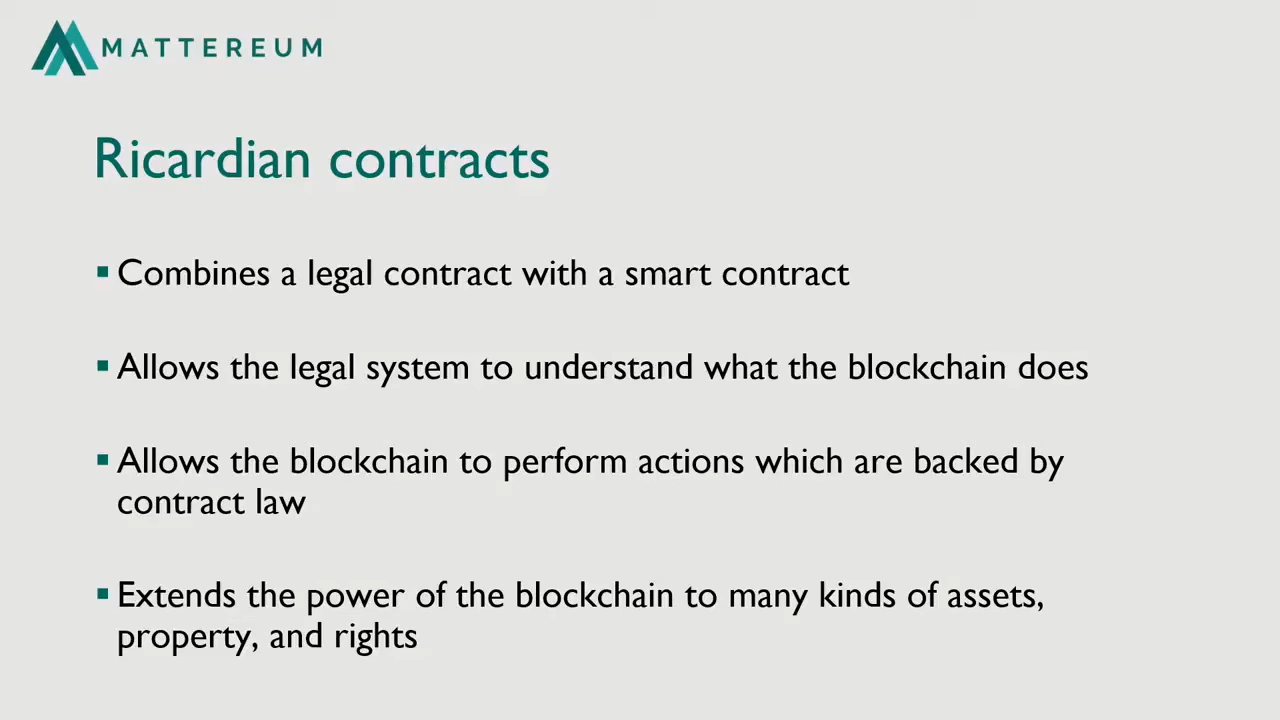 MATTEREUM
Ricardian contracts
▪ Combines a legal contract with a smart contract
▪ Allows the legal system to understand what the blockchain does
▪ Allows the blockchain to perform actions which are backed by
contract law
▪ Extends the power of the blockchain to many kinds of assets,
property, and rights